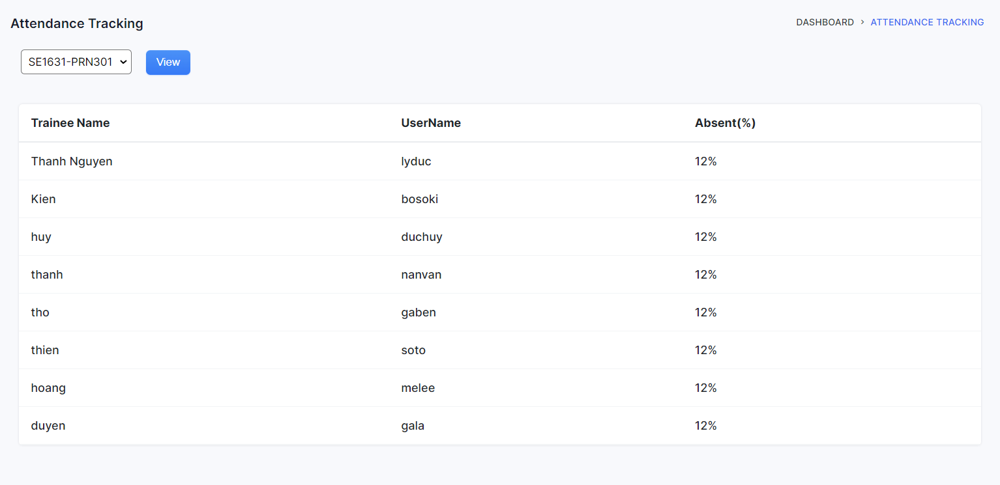 Attendance Tracking
DASHBOARD > ATTENDANCE TRACKING
SE1631-PRN301 View
Trainee Name UserName Absent(%)
Thanh Nguyen lyduc 12%
Kien bosoki 12%
huy duchuy 12%
thanh nanvan 12%
tho gaben 12%
thien soto 12%
hoang melee 12%
duyen gala 12%